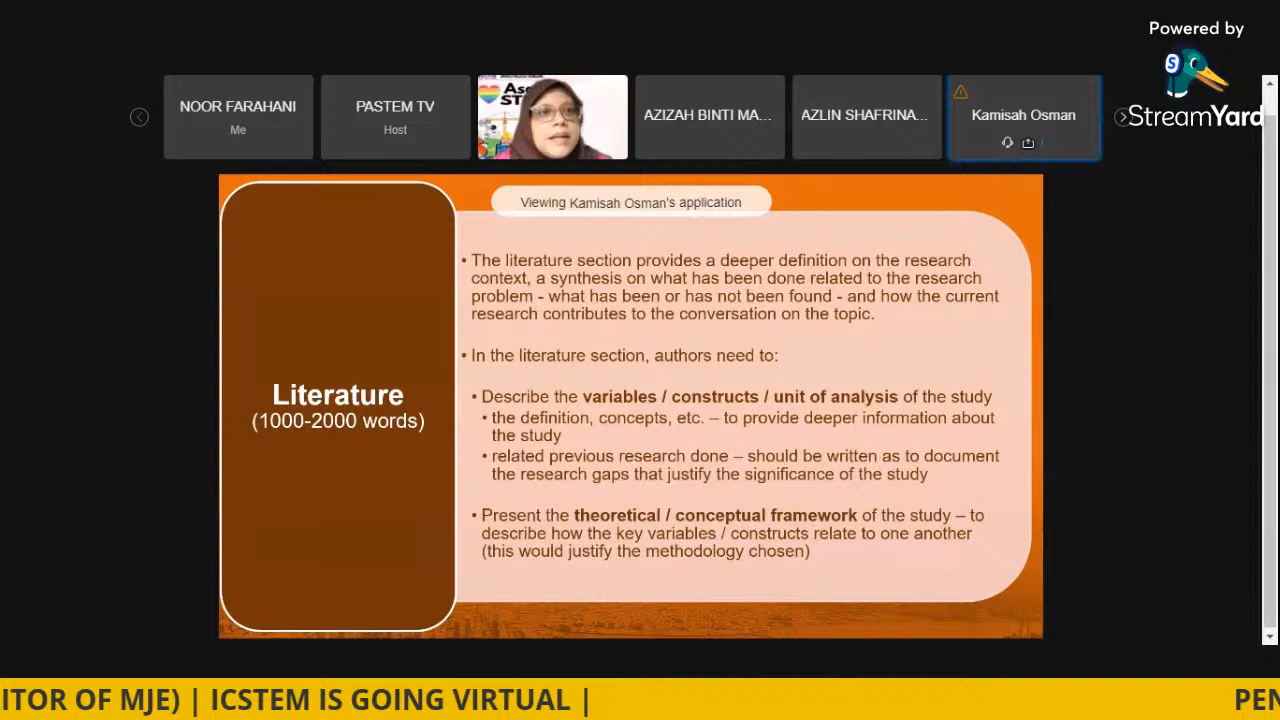 Powered by
S
StreamYard
NOOR FARAHANI
Me
PASTEM TV
Host
AZIZAH BINTI MA...
AZLIN SHAFRINA...
Kamisah Osman
Viewing Kamisah Osman's application
Literature
(1000-2000 words)
• The literature section provides a deeper definition on the research
context, a synthesis on what has been done related to the research
problem - what has been or has not been found - and how the current
research contributes to the conversation on the topic.
• In the literature section, authors need to:
• Describe the variables / constructs / unit of analysis of the study
• the definition, concepts, etc. – to provide deeper information about
the study
• related previous research done – should be written as to document
the research gaps that justify the significance of the study
• Present the theoretical / conceptual framework of the study – to
describe how the key variables / constructs relate to one another
(this would justify the methodology chosen)
ITOR OF MJE) | ICSTEM IS GOING VIRTUAL |
PEN